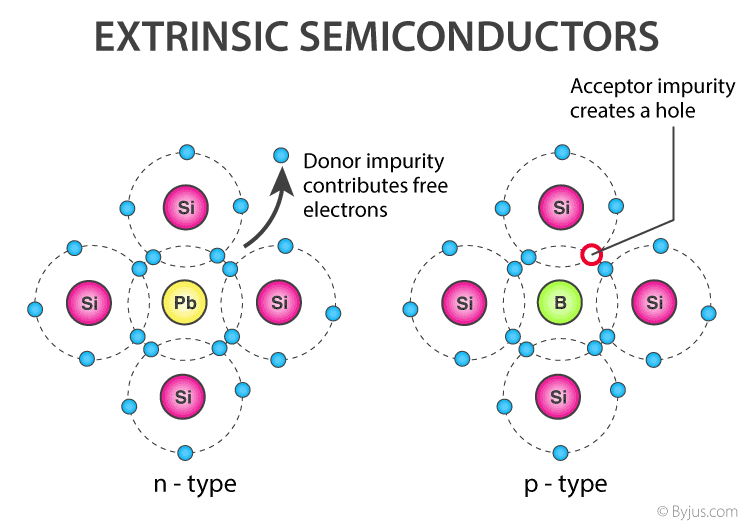 EXTRINSIC SEMICONDUCTORS
Acceptor impurity
creates a hole
Donor impurity
contributes free
electrons
Si
Si
Si
Pb
Si
Si
Si
B
Si
Si
Si
n - type
p - type
© Byjus.com